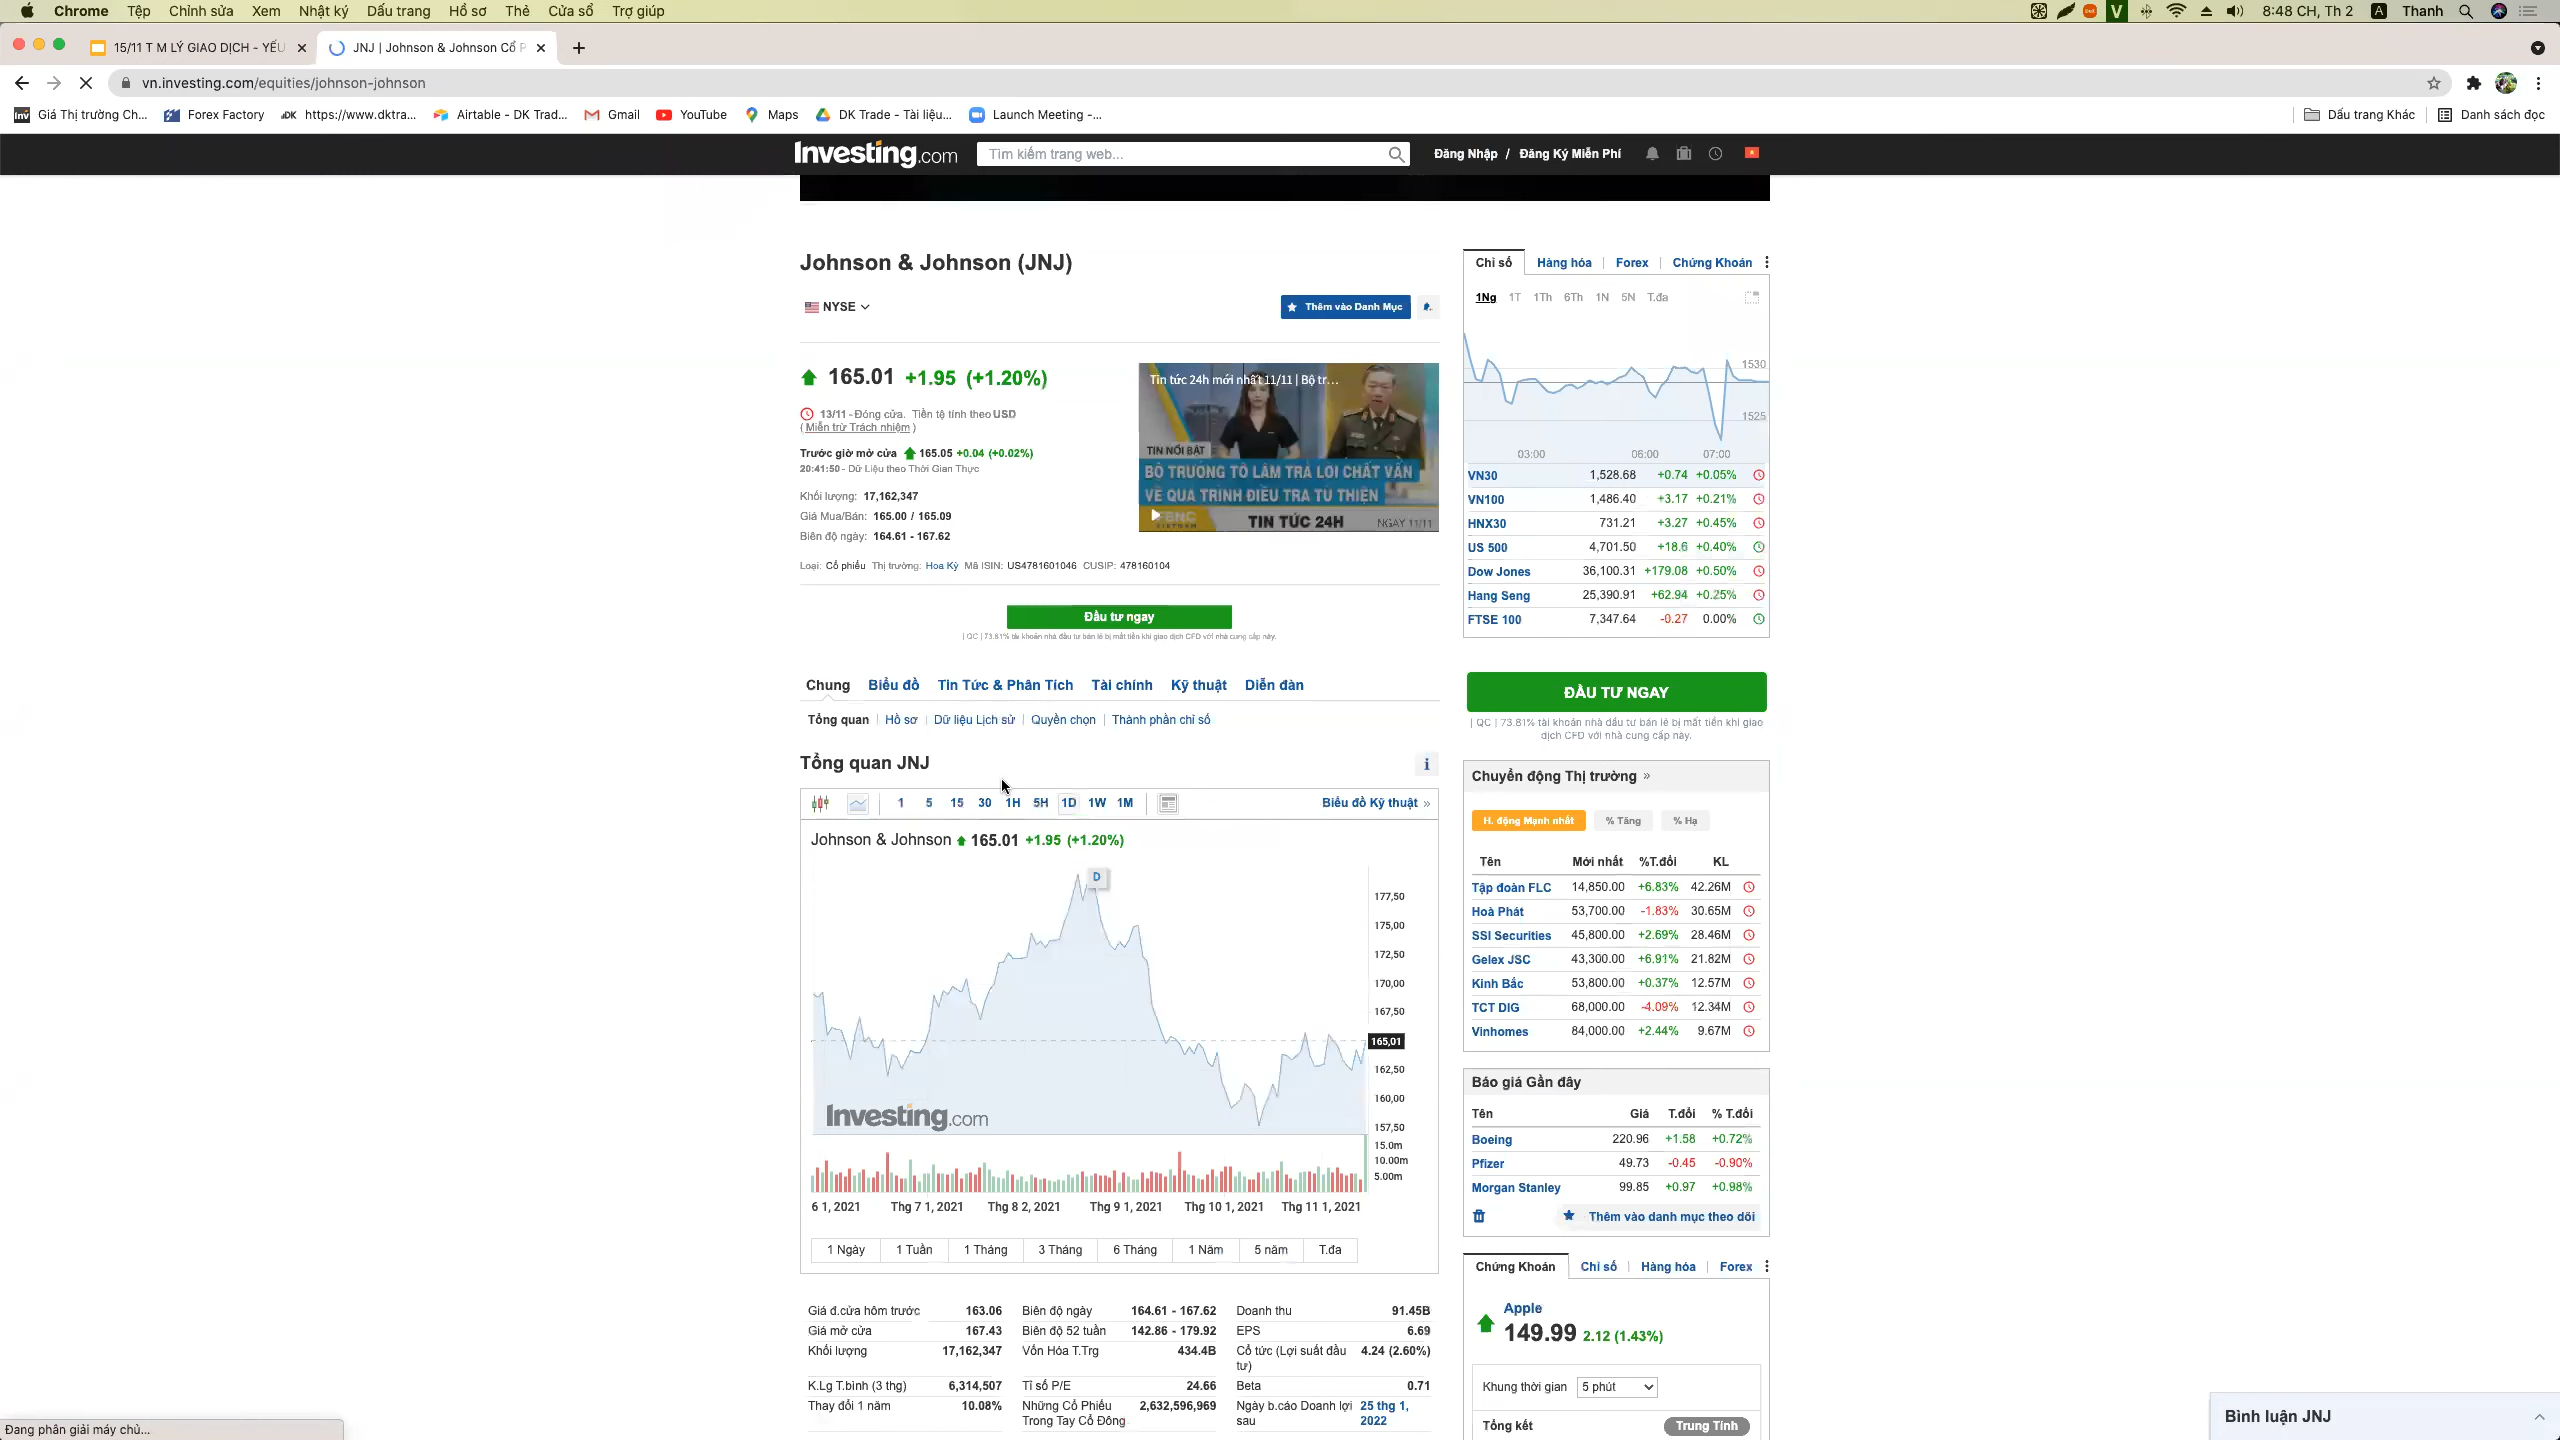 Chrome Tệp Chỉnh sửa Xem Nhật ký Dấu trang Hồ sơ Thẻ Cửa sổ Trợ giúp V 8:48 CH, Th 2 A Thanh
15/11 T M LÝ GIAO DỊCH - YẾU JNJ | Johnson & Johnson Cổ P
vn.investing.com/equities/johnson-johnson
Giá Thị trường Ch... Forex Factory https://www.dktra... Airtable - DK Trad... Gmail YouTube Maps DK Trade - Tài liệu... Launch Meeting -... Dấu trang Khác Danh sách đọc
Investing.com Tìm kiếm trang web... Đăng Nhập / Đăng Ký Miễn Phí
Johnson & Johnson (JNJ)
NYSE Thêm vào Danh Mục
165.01 +1.95 (+1.20%)
13/11 - Đóng cửa. Tiền tệ tính theo USD
( Miễn trừ Trách nhiệm )
Trước giờ mở cửa 165.05 +0.04 (+0.02%)
20:41:50 - Dữ Liệu theo Thời Gian Thực
Khối lượng: 17,162,347
Giá Mua/Bán: 165.00 / 165.09
Biên độ ngày: 164.61 - 167.62
Tin tức 24h mới nhất 11/11 | Bộ tr...
TIN NỔI BẬT
BỘ TRƯỞNG TÔ LÂM TRẢ LỜI CHẤT VẤN
VỀ QUÁ TRÌNH ĐIỀU TRA TỪ THIỆN
FBNC
VIETNAM
TIN TỨC 24H NGÀY 11/11
Loại: Cổ phiếu Thị trường: Hoa Kỳ Mã ISIN: US4781601046 CUSIP: 478160104
Đầu tư ngay
| QC | 73.81% tài khoản nhà đầu tư bán lẻ bị mất tiền khi giao dịch CFD với nhà cung cấp này.
Chung Biểu đồ Tin Tức & Phân Tích Tài chính Kỹ thuật Diễn đàn
Tổng quan Hồ sơ Dữ liệu Lịch sử Quyền chọn Thành phần chỉ số
Tổng quan JNJ
1 5 15 30 1H 5H 1D 1W 1M Biểu đồ Kỹ thuật »
Johnson & Johnson 165.01 +1.95 (+1.20%)
D
177,50
175,00
172,50
170,00
167,50
165,01
162,50
160,00
157,50
15.0m
10.00m
5.00m
Investing.com
6 1, 2021 Thg 7 1, 2021 Thg 8 2, 2021 Thg 9 1, 2021 Thg 10 1, 2021 Thg 11 1, 2021
1 Ngày 1 Tuần 1 Tháng 3 Tháng 6 Tháng 1 Năm 5 năm T.đa
Giá đ.cửa hôm trước 163.06 Biên độ ngày 164.61 - 167.62 Doanh thu 91.45B
Giá mở cửa 167.43 Biên độ 52 tuần 142.86 - 179.92 EPS 6.69
Khối lượng 17,162,347 Vốn Hóa T.Trg 434.4B Cổ tức (Lợi suất đầu tư) 4.24 (2.60%)
K.Lg T.bình (3 thg) 6,314,507 Tỉ số P/E 24.66 Beta 0.71
Thay đổi 1 năm 10.08% Những Cổ Phiếu Trong Tay Cổ Đông 2,632,596,969 Ngày b.cáo Doanh lợi sau 25 thg 1, 2022
Chỉ số Hàng hóa Forex Chứng Khoán
1Ng 1T 1Th 6Th 1N 5N T.đa
1530
1525
03:00 06:00 07:00
VN30 1,528.68 +0.74 +0.05%
VN100 1,486.40 +3.17 +0.21%
HNX30 731.21 +3.27 +0.45%
US 500 4,701.50 +18.6 +0.40%
Dow Jones 36,100.31 +179.08 +0.50%
Hang Seng 25,390.91 +62.94 +0.25%
FTSE 100 7,347.64 -0.27 0.00%
ĐẦU TƯ NGAY
| QC | 73.81% tài khoản nhà đầu tư bán lẻ bị mất tiền khi giao
dịch CFD với nhà cung cấp này.
Chuyển động Thị trường »
H. động Mạnh nhất % Tăng % Hạ
Tên Mới nhất %T.đổi KL
Tập đoàn FLC 14,850.00 +6.83% 42.26M
Hoà Phát 53,700.00 -1.83% 30.65M
SSI Securities 45,800.00 +2.69% 28.46M
Gelex JSC 43,300.00 +6.91% 21.82M
Kinh Bắc 53,800.00 +0.37% 12.57M
TCT DIG 68,000.00 -4.09% 12.34M
Vinhomes 84,000.00 +2.44% 9.67M
Báo giá Gần đây
Tên Giá T.đổi % T.đổi
Boeing 220.96 +1.58 +0.72%
Pfizer 49.73 -0.45 -0.90%
Morgan Stanley 99.85 +0.97 +0.98%
Thêm vào danh mục theo dõi
Chứng Khoán Chỉ số Hàng hóa Forex
Apple
149.99 2.12 (1.43%)
Khung thời gian 5 phút
Tổng kết Trung Tính
Bình luận JNJ
Đang phân giải máy chủ...